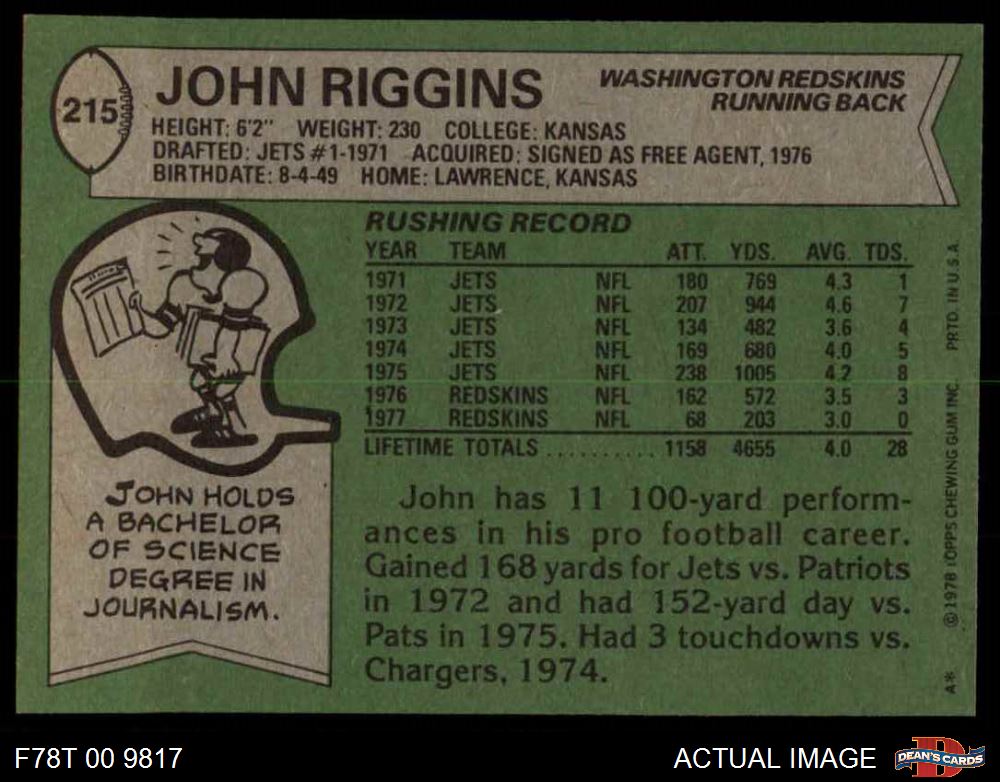 215
JOHN RIGGINS
WASHINGTON REDSKINS
RUNNING BACK
HEIGHT: 6'2" WEIGHT: 230 COLLEGE: KANSAS
DRAFTED: JETS #1-1971 ACQUIRED: SIGNED AS FREE AGENT, 1976
BIRTHDATE: 8-4-49 HOME: LAWRENCE, KANSAS
RUSHING RECORD
YEAR TEAM ATT. YDS. AVG. TDS.
1971 JETS NFL 180 769 4.3 1
1972 JETS NFL 207 944 4.6 7
1973 JETS NFL 134 482 3.6 4
1974 JETS NFL 169 680 4.0 5
1975 JETS NFL 238 1005 4.2 8
1976 REDSKINS NFL 162 572 3.5 3
1977 REDSKINS NFL 68 203 3.0 0
LIFETIME TOTALS .......... 1158 4655 4.0 28
JOHN HOLDS
A BACHELOR
OF SCIENCE
DEGREE IN
JOURNALISM.
John has 11 100-yard perform-
ances in his pro football career.
Gained 168 yards for Jets vs. Patriots
in 1972 and had 152-yard day vs.
Pats in 1975. Had 3 touchdowns vs.
Chargers, 1974.
A* ©1978 TOPPS CHEWING GUM INC. PRTD. IN U.S.A.
F78T 00 9817
ACTUAL IMAGE
DEAN'S CARDS